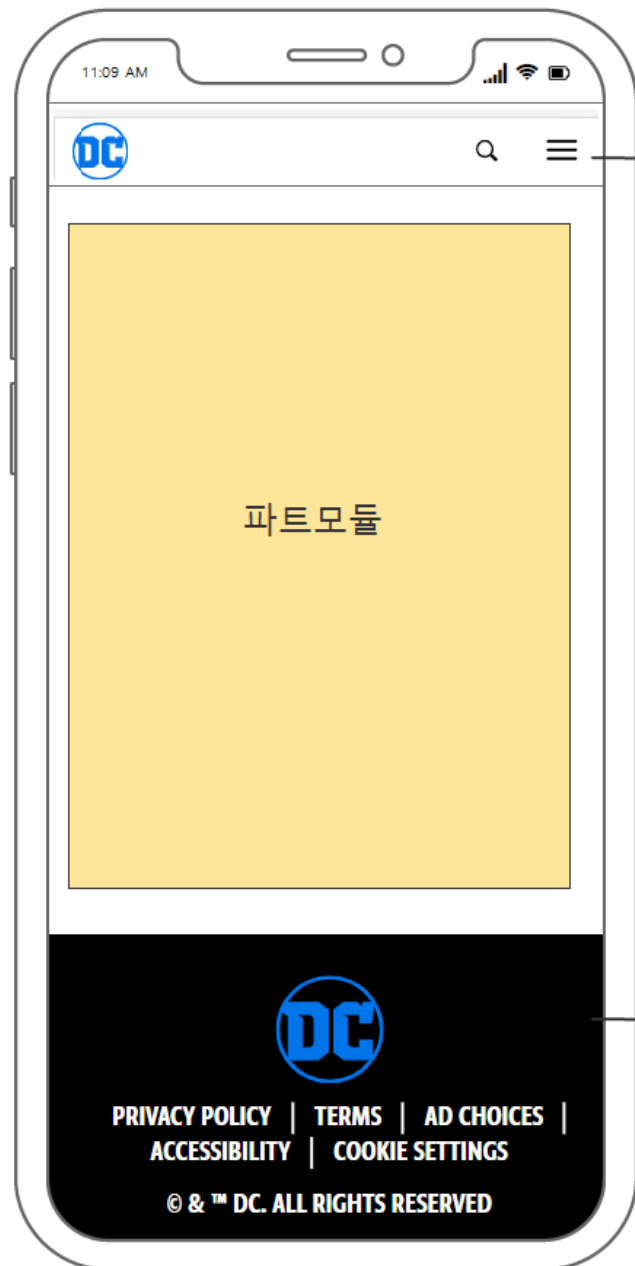 11:09 AM
DC
파트모듈
DC
PRIVACY POLICY | TERMS | AD CHOICES |
ACCESSIBILITY | COOKIE SETTINGS
© & ™ DC. ALL RIGHTS RESERVED